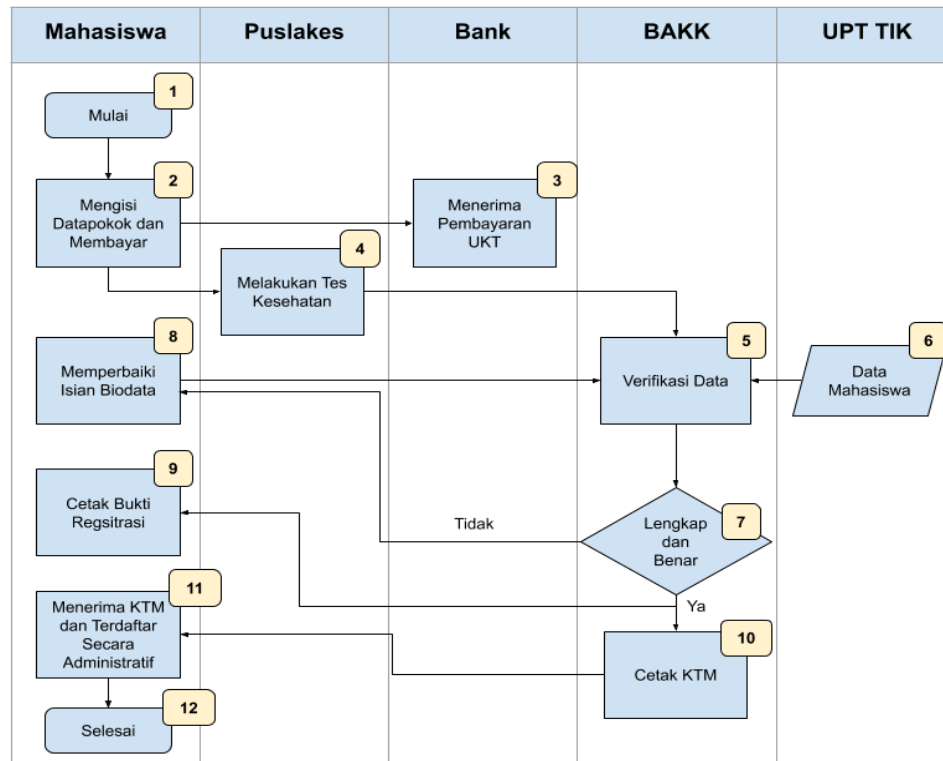 Mahasiswa
Puslakes
Bank
BAKK
UPT TIK
1
Mulai
2
Mengisi
Datapokok dan
Membayar
3
Menerima
Pembayaran
UKT
4
Melakukan Tes
Kesehatan
8
Memperbaiki
Isian Biodata
5
Verifikasi Data
6
Data
Mahasiswa
9
Cetak Bukti
Regsitrasi
Tidak
7
Lengkap
dan
Benar
Ya
11
Menerima KTM
dan Terdaftar
Secara
Administratif
10
Cetak KTM
12
Selesai